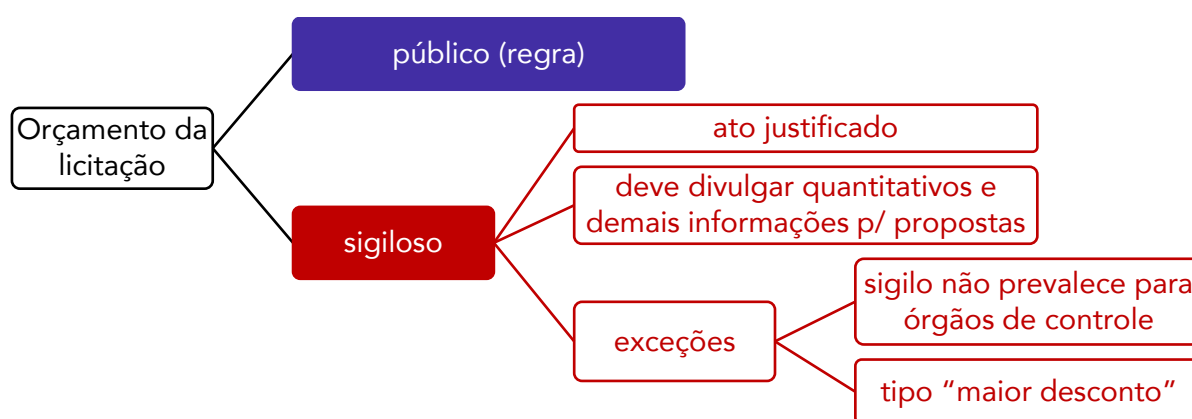 público (regra)
Orçamento da
licitação
ato justificado
deve divulgar quantitativos e
demais informações p/ propostas
sigiloso
sigilo não prevalece para
órgãos de controle
exceções
tipo “maior desconto”